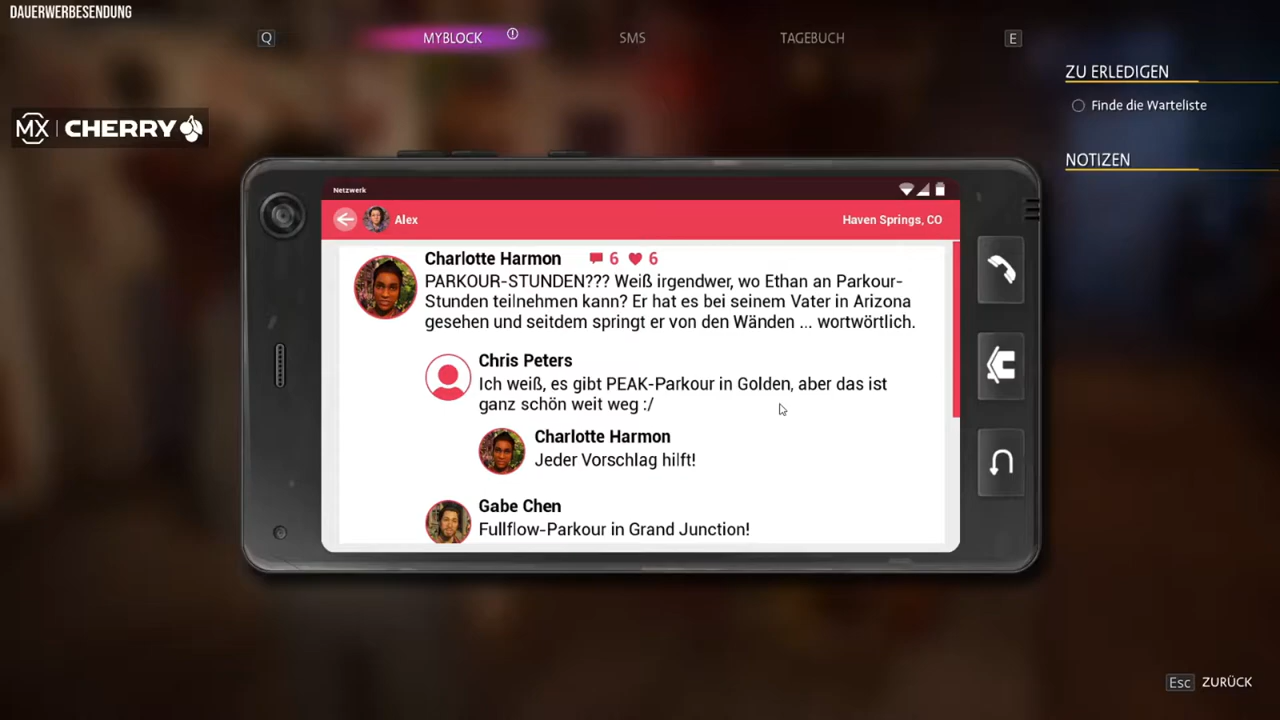 DAUERWERBESENDUNG
Q
MYBLOCK
SMS
TAGEBUCH
E
ZU ERLEDIGEN
Finde die Warteliste
NOTIZEN
MX | CHERRY
Netzwerk
Alex
Haven Springs, CO
Charlotte Harmon 6 6
PARKOUR-STUNDEN??? Weiß irgendwer, wo Ethan an Parkour-
Stunden teilnehmen kann? Er hat es bei seinem Vater in Arizona
gesehen und seitdem springt er von den Wänden ... wortwörtlich.
Chris Peters
Ich weiß, es gibt PEAK-Parkour in Golden, aber das ist
ganz schön weit weg :/
Charlotte Harmon
Jeder Vorschlag hilft!
Gabe Chen
Fullflow-Parkour in Grand Junction!
Esc ZURÜCK